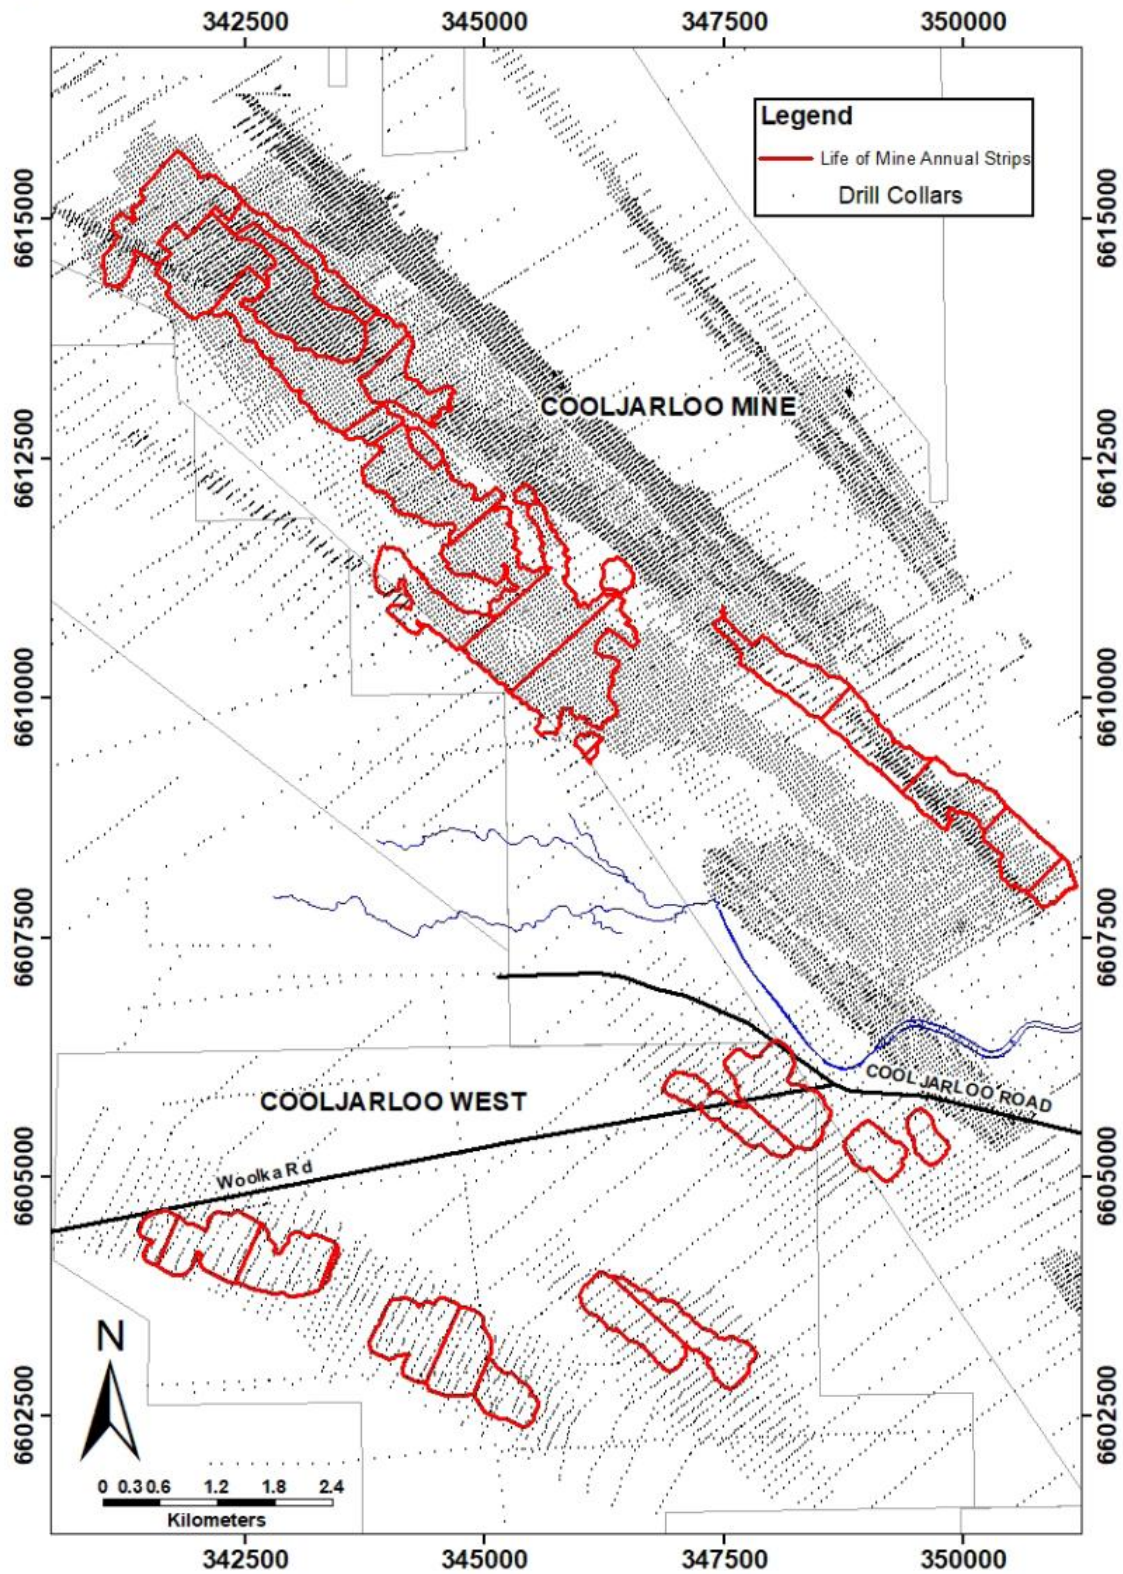 342500 345000 347500 350000
Legend
Life of Mine Annual Strips
Drill Collars
6615000 6615000
COOLJARLOO MINE
6612500 6612500
6610000 6610000
6607500 6607500
COOLJARLOO ROAD
COOLJARLOO WEST
Woolka Rd
6605000 6605000
N
6602500 6602500
0 0.3 0.6 1.2 1.8 2.4
Kilometers
342500 345000 347500 350000